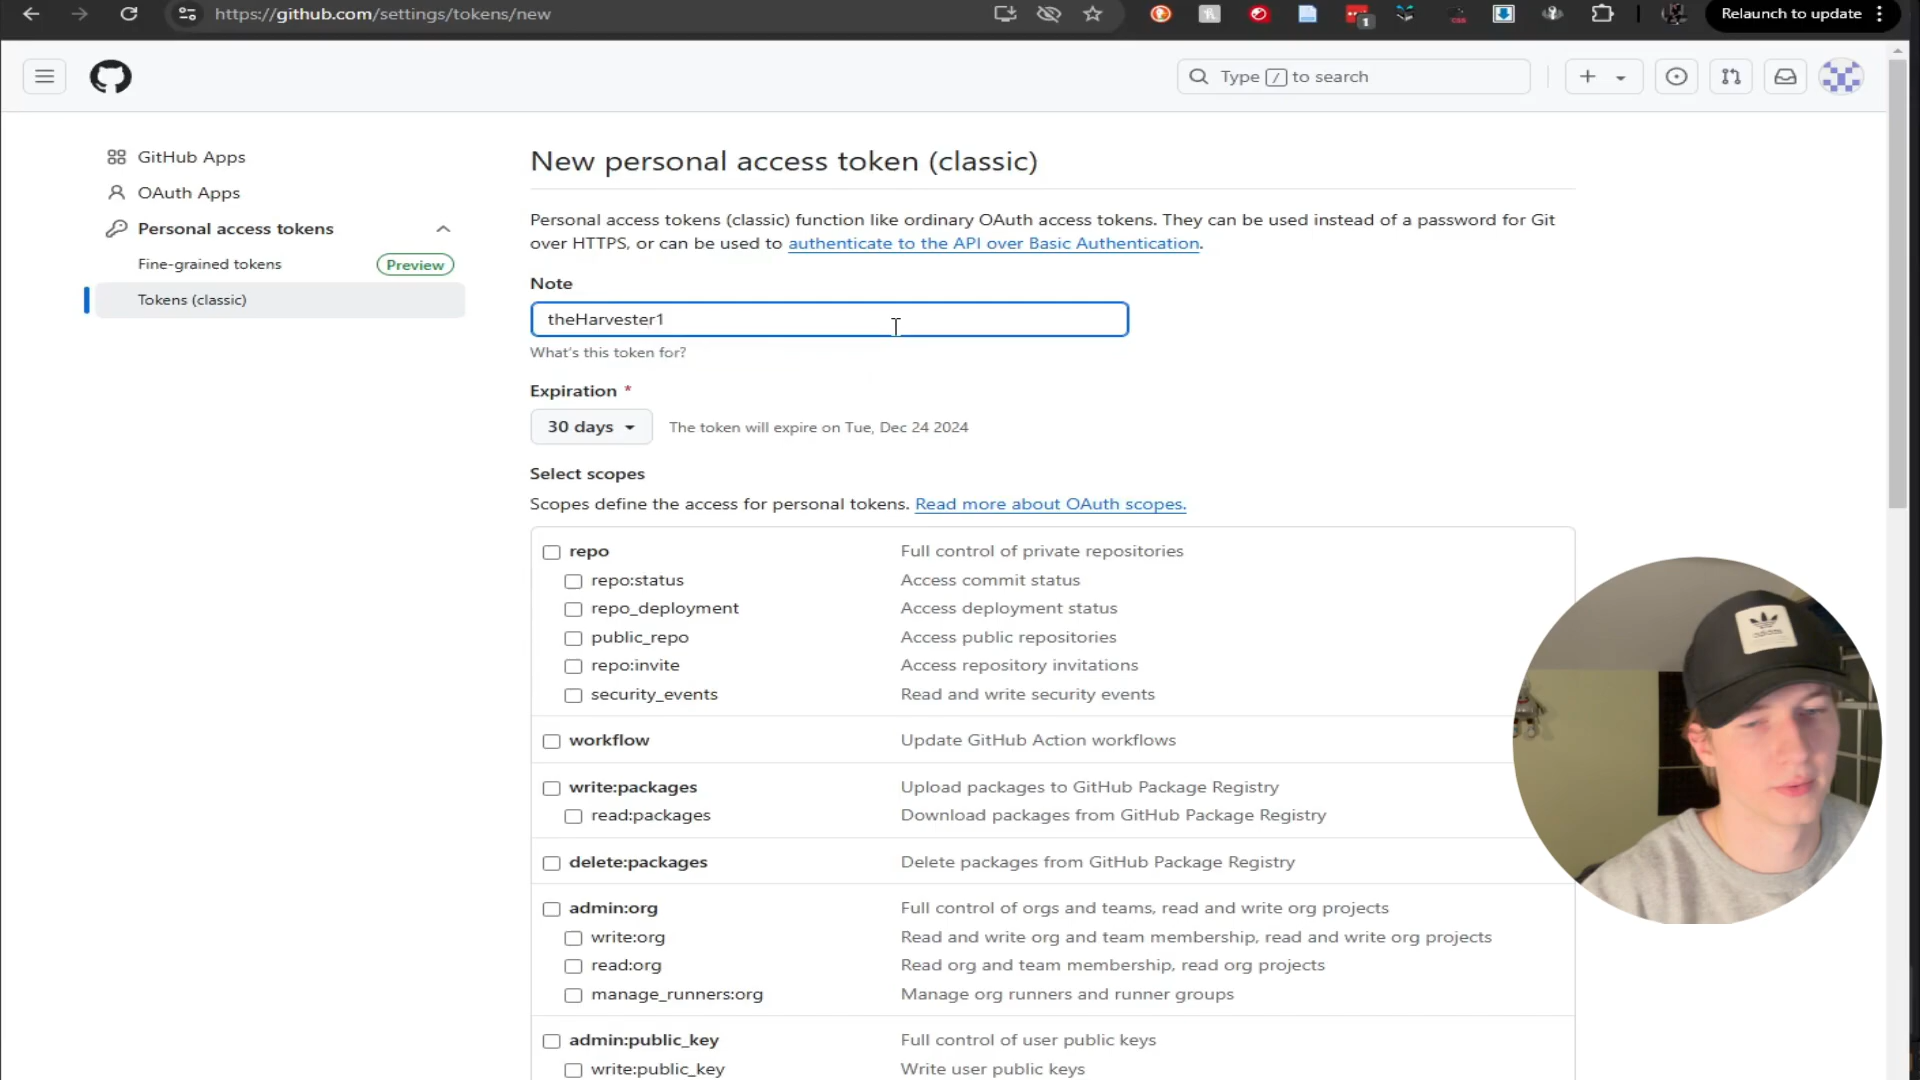 https://github.com/settings/tokens/new
1
Relaunch to update
Type / to search
GitHub Apps
OAuth Apps
Personal access tokens
Fine-grained tokens
Preview
Tokens (classic)
New personal access token (classic)
Personal access tokens (classic) function like ordinary OAuth access tokens. They can be used instead of a password for Git
over HTTPS, or can be used to authenticate to the API over Basic Authentication.
Note
theHarvester1
What's this token for?
Expiration *
30 days
The token will expire on Tue, Dec 24 2024
Select scopes
Scopes define the access for personal tokens. Read more about OAuth scopes.
repo Full control of private repositories
repo:status Access commit status
repo_deployment Access deployment status
public_repo Access public repositories
repo:invite Access repository invitations
security_events Read and write security events
workflow Update GitHub Action workflows
write:packages Upload packages to GitHub Package Registry
read:packages Download packages from GitHub Package Registry
delete:packages Delete packages from GitHub Package Registry
admin:org Full control of orgs and teams, read and write org projects
write:org Read and write org and team membership, read and write org projects
read:org Read org and team membership, read org projects
manage_runners:org Manage org runners and runner groups
admin:public_key Full control of user public keys
write:public_key Write user public keys